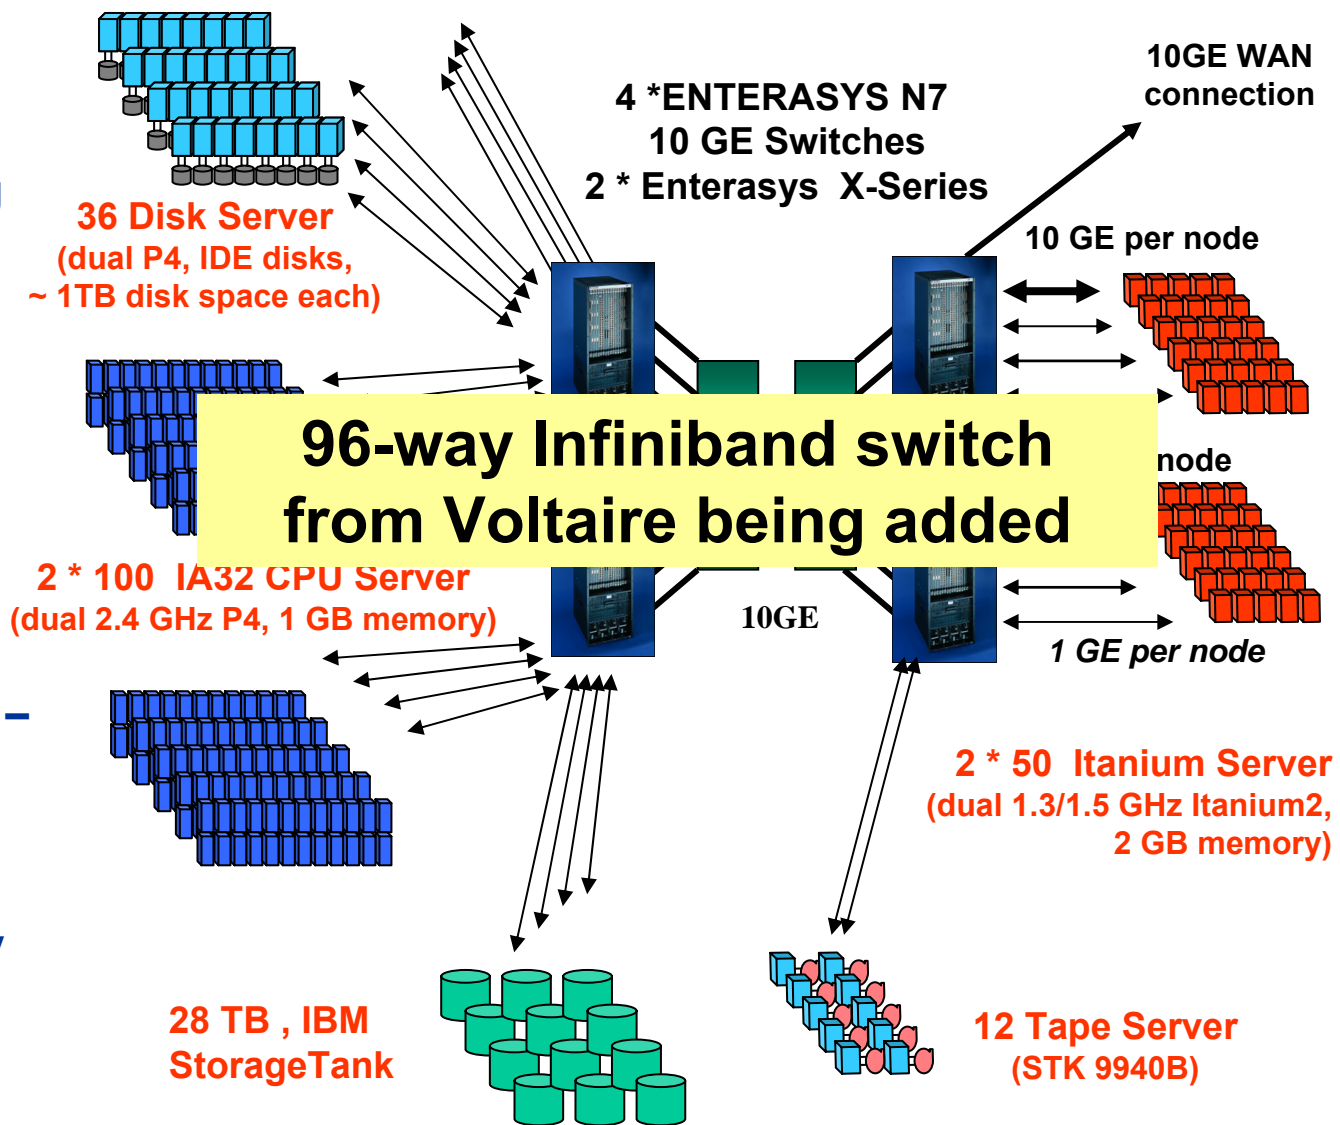 10GE WAN
connection
4 *ENTERASYS N7
10 GE Switches
2 * Enterasys X-Series
36 Disk Server
(dual P4, IDE disks,
~ 1TB disk space each)
10 GE per node
96-way Infiniband switch
from Voltaire being added
node
2 * 100 IA32 CPU Server
(dual 2.4 GHz P4, 1 GB memory)
10GE
1 GE per node
–
2 * 50 Itanium Server
(dual 1.3/1.5 GHz Itanium2,
2 GB memory)
28 TB , IBM
StorageTank
12 Tape Server
(STK 9940B)